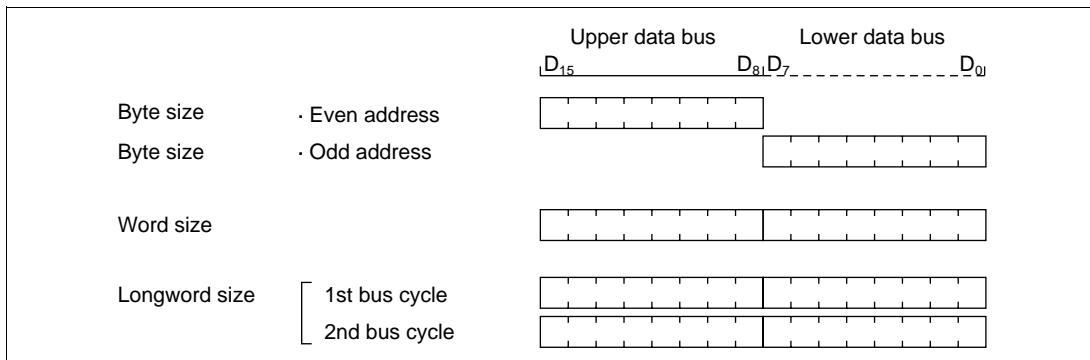 Upper data bus Lower data bus
D15 D8 D7 D0
Byte size · Even address
Byte size · Odd address
Word size
Longword size 1st bus cycle
2nd bus cycle